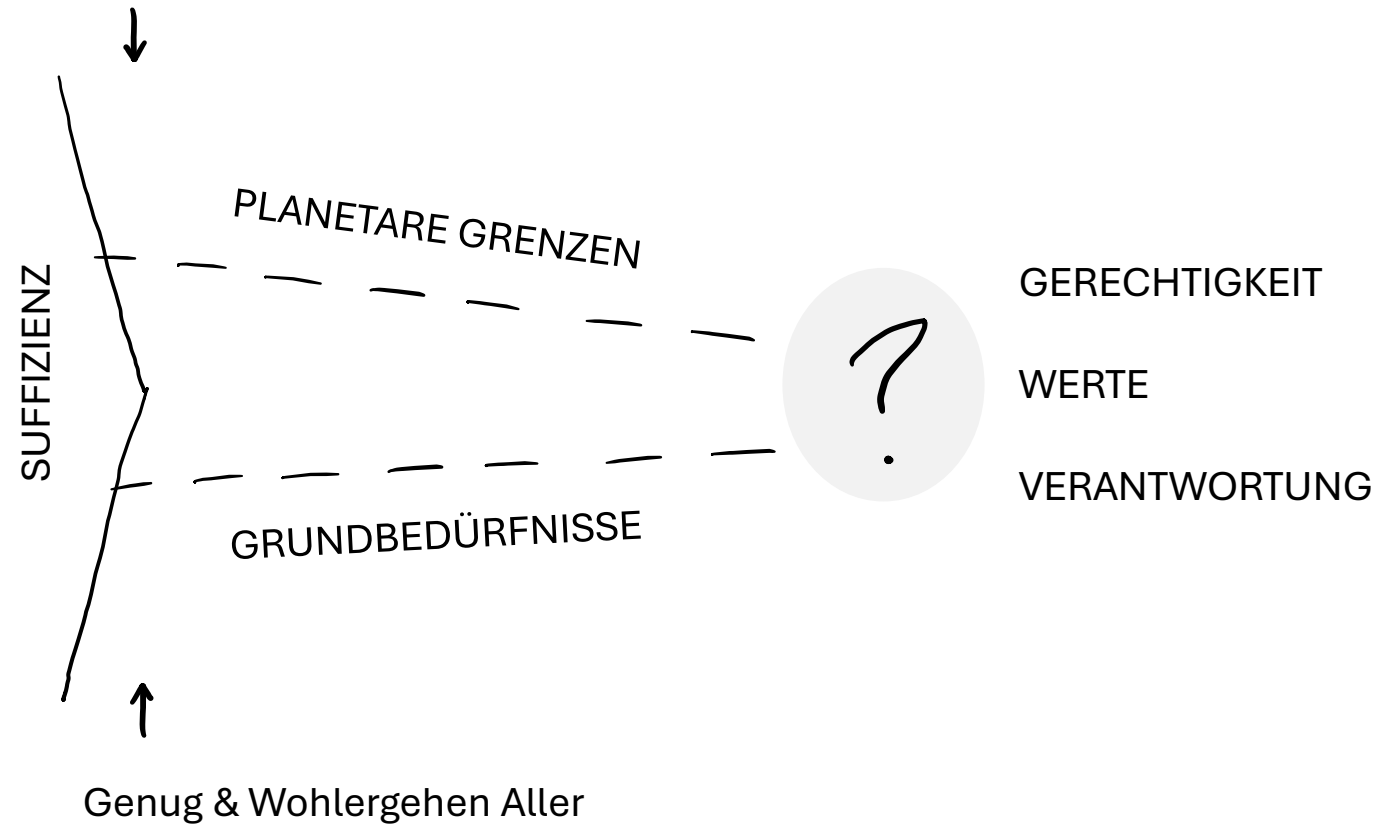 PLANETARE GRENZEN
SUFFIZIENZ
?
GERECHTIGKEIT
WERTE
VERANTWORTUNG
GRUNDBEDÜRFNISSE
Genug & Wohlergehen Aller